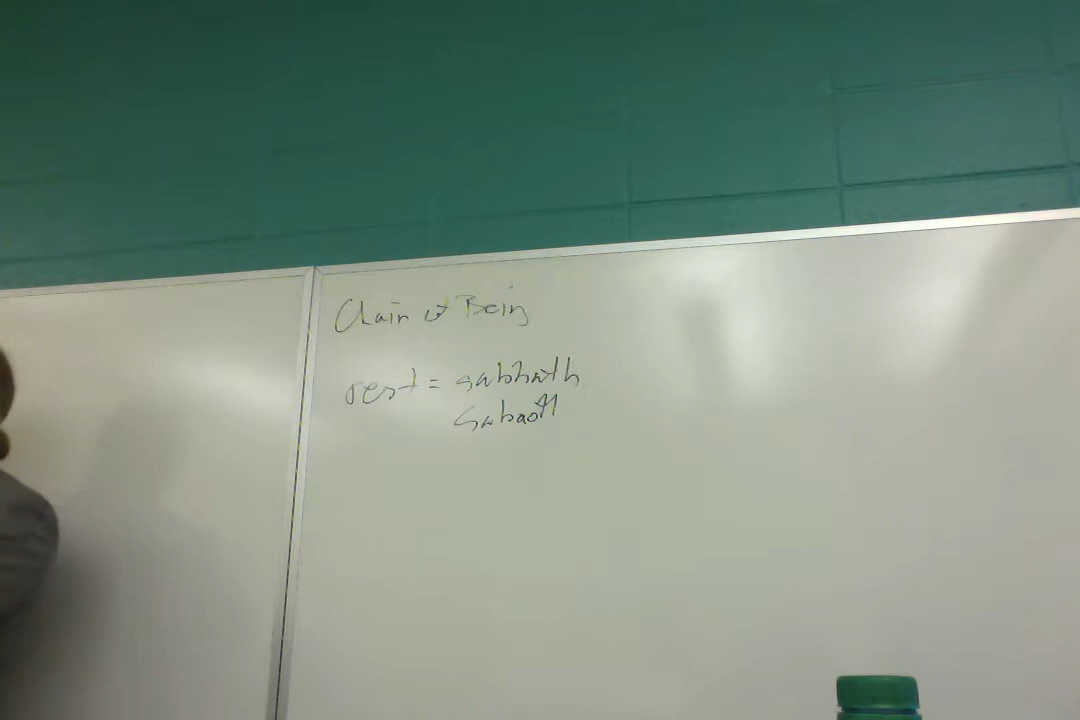 Chain of Being
rest = sabbath
Sabaoth